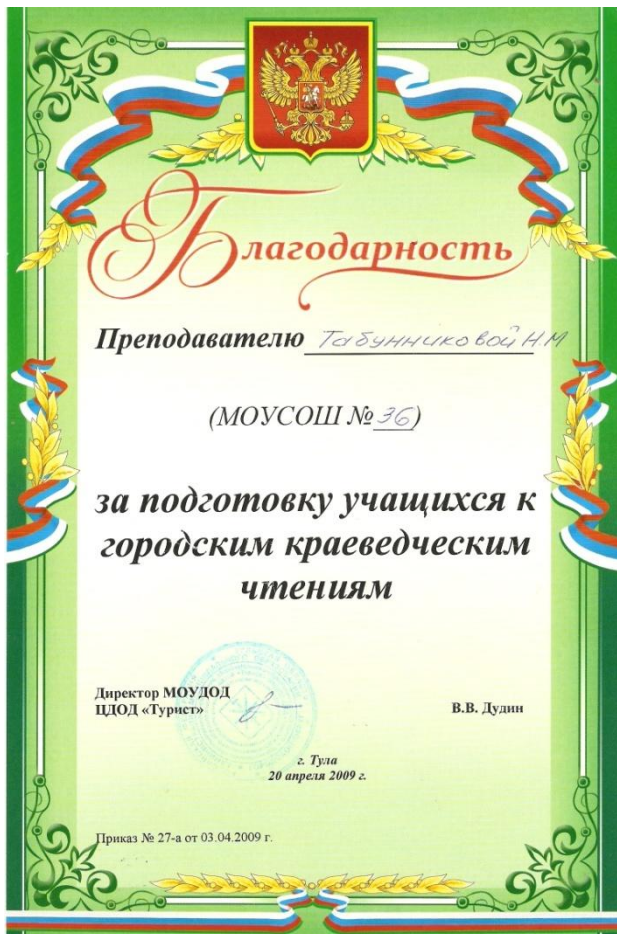 Благодарность
Преподавателю Табунниковой Н.М
(МОУСОШ № 36)
за подготовку учащихся к
городским краеведческим
чтениям
Директор МОУДОД
ЦДОД «Турист»
В.В. Дудин
г. Тула
20 апреля 2009 г.
Приказ № 27-а от 03.04.2009 г.